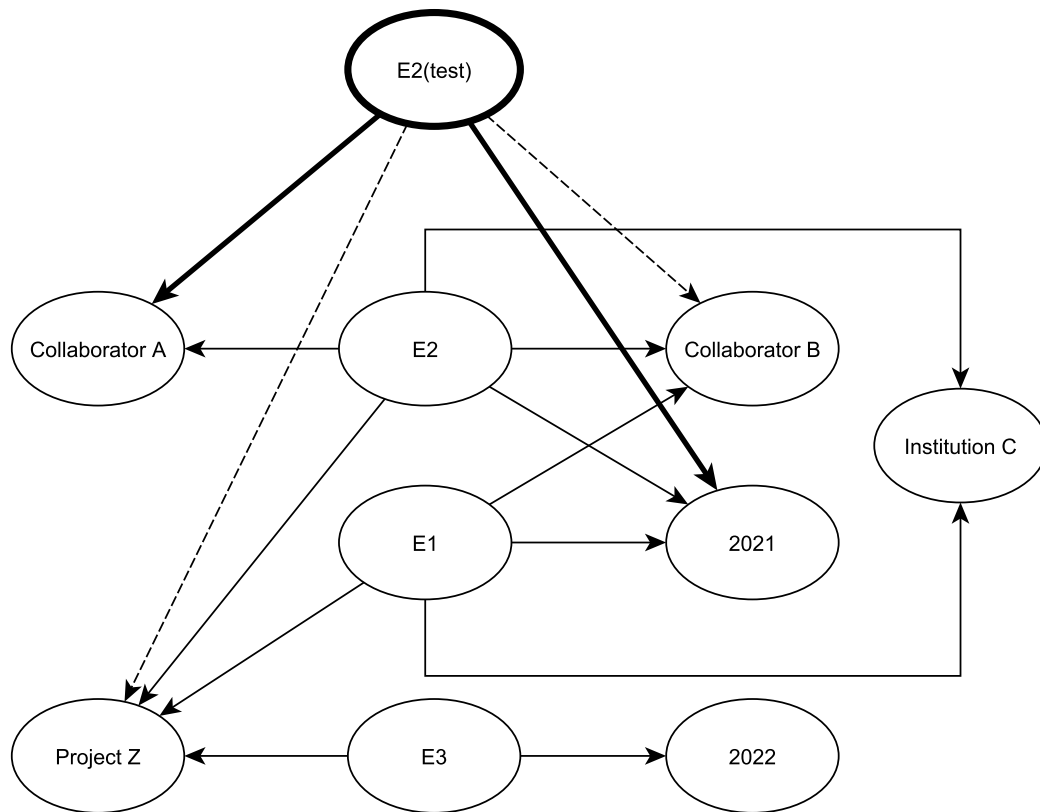 E2(test)
Collaborator A
E2
Collaborator B
Institution C
E1
2021
Project Z
E3
2022